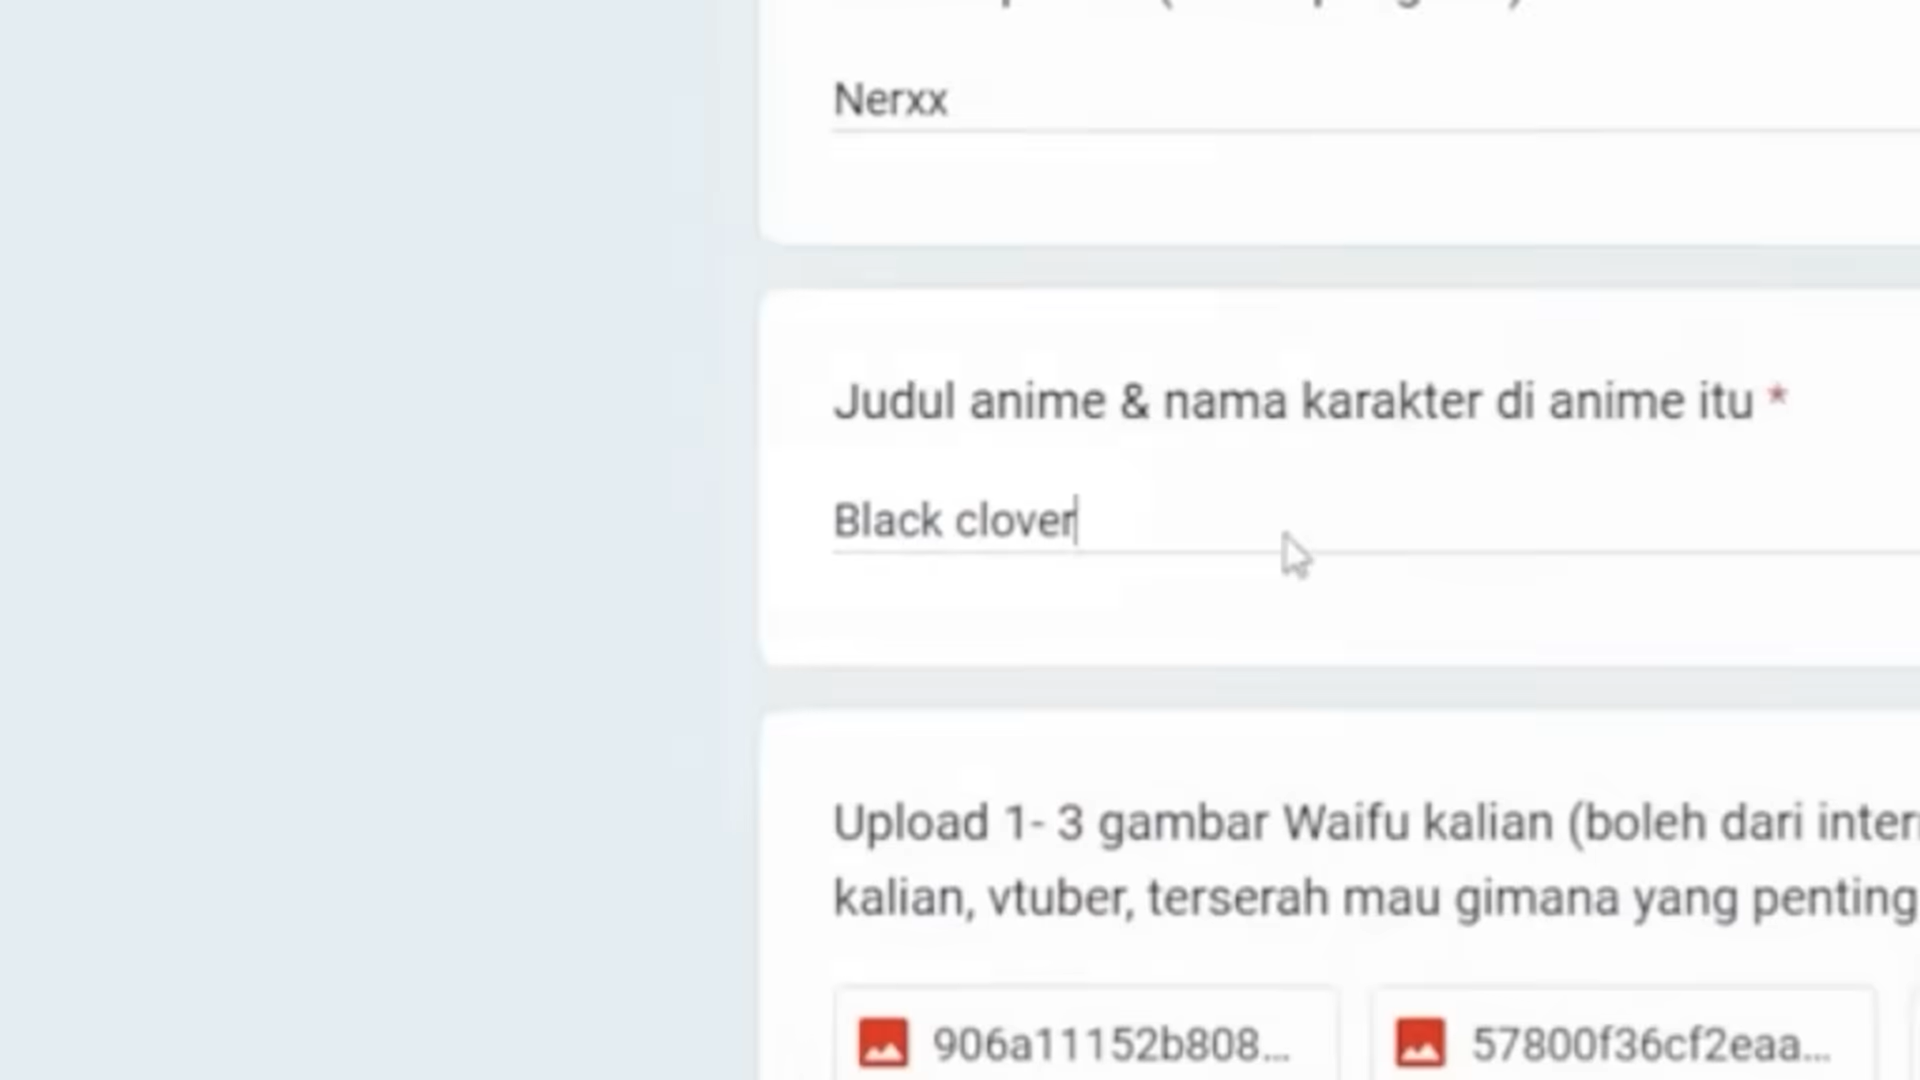 Nerxx
Judul anime & nama karakter di anime itu *
Black clover
Upload 1- 3 gambar Waifu kalian (boleh dari inter
kalian, vtuber, terserah mau gimana yang penting
906a11152b808...
57800f36cf2eaa...